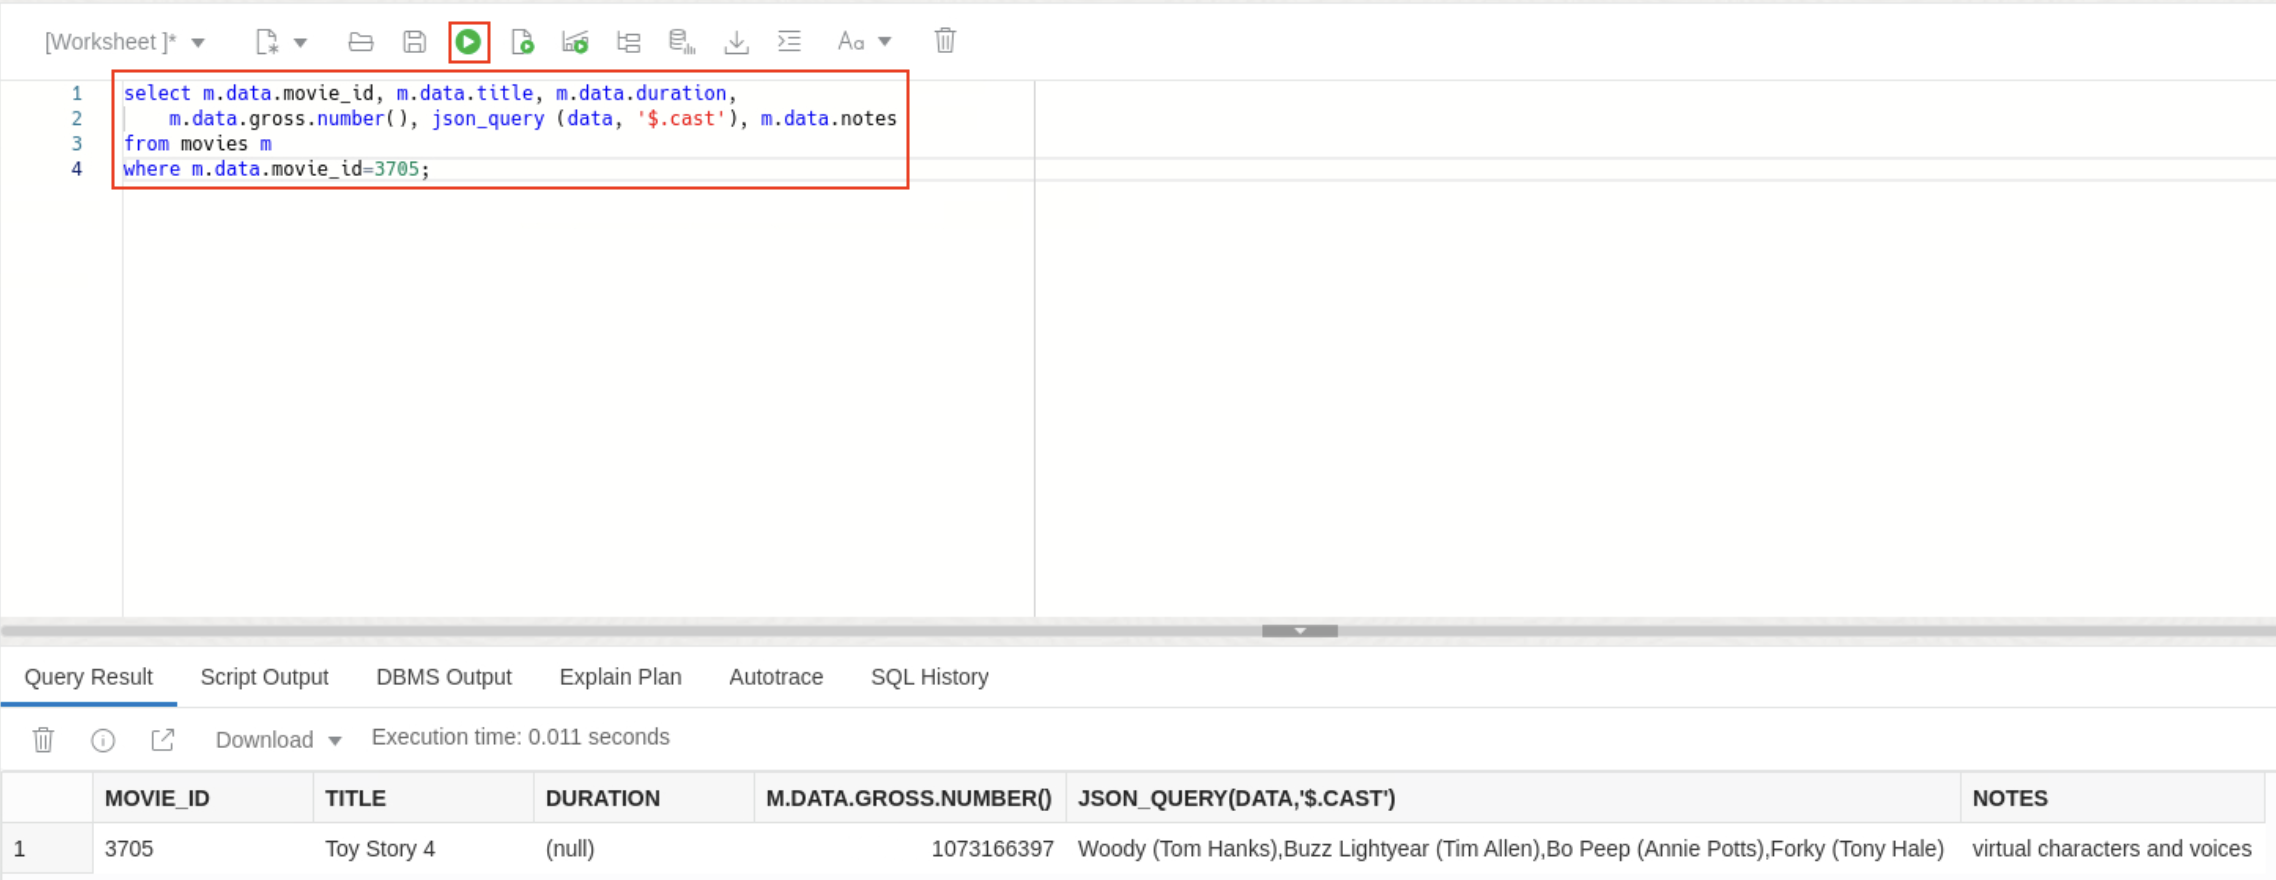 [Worksheet ]*
Aa
1 select m.data.movie_id, m.data.title, m.data.duration,
2 m.data.gross.number(), json_query (data, '$.cast'), m.data.notes
3 from movies m
4 where m.data.movie_id=3705;
Query Result Script Output DBMS Output Explain Plan Autotrace SQL History
Download Execution time: 0.011 seconds
MOVIE_ID TITLE DURATION M.DATA.GROSS.NUMBER() JSON_QUERY(DATA,'$.CAST') NOTES
1 3705 Toy Story 4 (null) 1073166397 Woody (Tom Hanks),Buzz Lightyear (Tim Allen),Bo Peep (Annie Potts),Forky (Tony Hale) virtual characters and voices